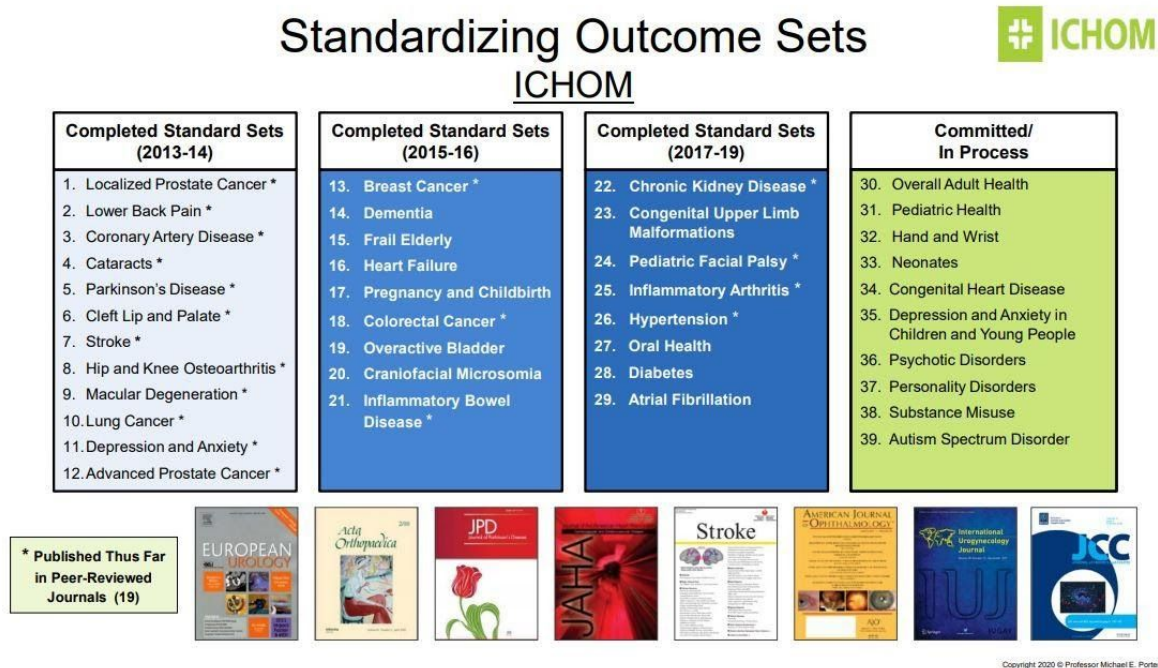 Standardizing Outcome Sets
ICHOM
ICHOM
Completed Standard Sets
(2013-14)
1. Localized Prostate Cancer *
2. Lower Back Pain *
3. Coronary Artery Disease *
4. Cataracts *
5. Parkinson's Disease *
6. Cleft Lip and Palate *
7. Stroke *
8. Hip and Knee Osteoarthritis *
9. Macular Degeneration *
10. Lung Cancer *
11. Depression and Anxiety *
12. Advanced Prostate Cancer *
Completed Standard Sets
(2015-16)
13. Breast Cancer *
14. Dementia
15. Frail Elderly
16. Heart Failure
17. Pregnancy and Childbirth
18. Colorectal Cancer *
19. Overactive Bladder
20. Craniofacial Microsomia
21. Inflammatory Bowel
Disease *
Completed Standard Sets
(2017-19)
22. Chronic Kidney Disease *
23. Congenital Upper Limb
Malformations
24. Pediatric Facial Palsy *
25. Inflammatory Arthritis *
26. Hypertension *
27. Oral Health
28. Diabetes
29. Atrial Fibrillation
Committed/
In Process
30. Overall Adult Health
31. Pediatric Health
32. Hand and Wrist
33. Neonates
34. Congenital Heart Disease
35. Depression and Anxiety in
Children and Young People
36. Psychotic Disorders
37. Personality Disorders
38. Substance Misuse
39. Autism Spectrum Disorder
* Published Thus Far
in Peer-Reviewed
Journals (19)
EUROPEAN
UROLOGY
Acta
Orthopaedica
JPD
Journal of Parkinson's Disease
JAHA
Stroke
AMERICAN JOURNAL
OPHTHALMOLOGY
AJO
International
Urogynecology
Journal
IUJ
Springer
JCC
Copyright 2020 © Professor Michael E. Porte